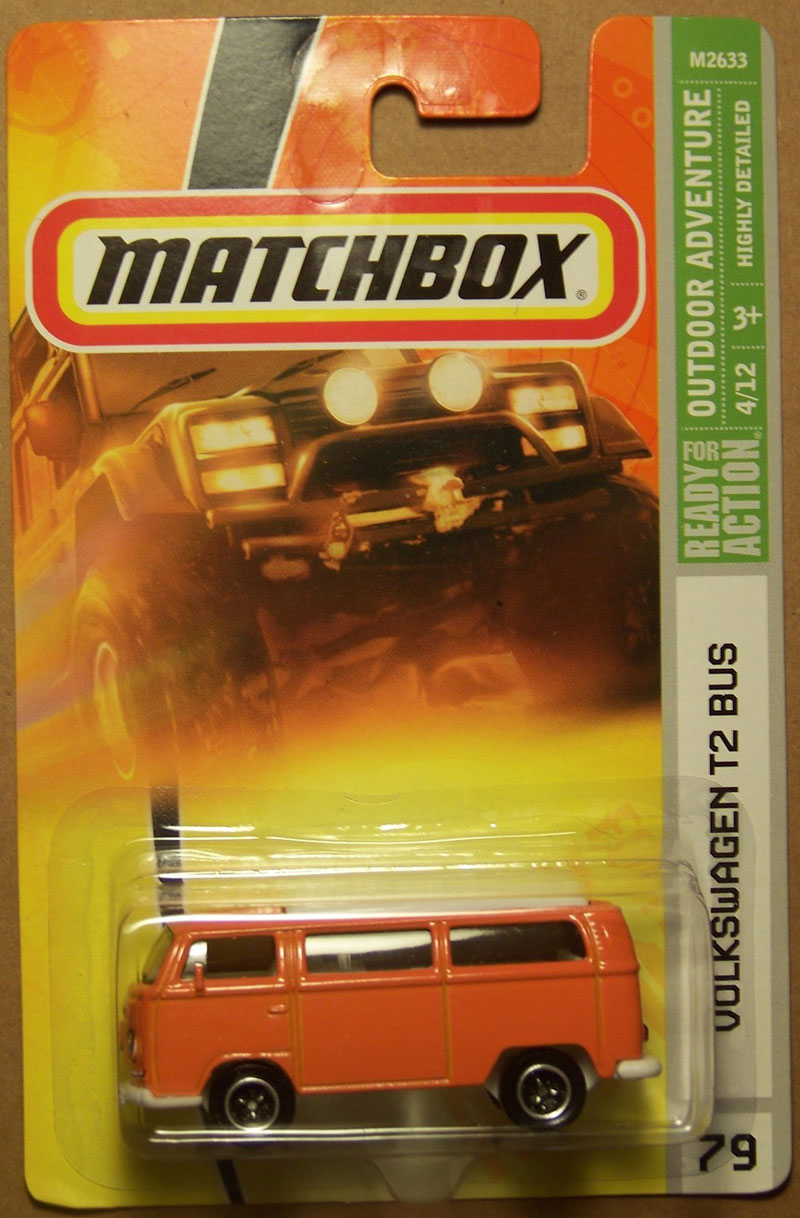 MATCHBOX®
M2633
OUTDOOR ADVENTURE
HIGHLY DETAILED
4/12 3+
READY FOR ACTION®
VOLKSWAGEN T2 BUS
79